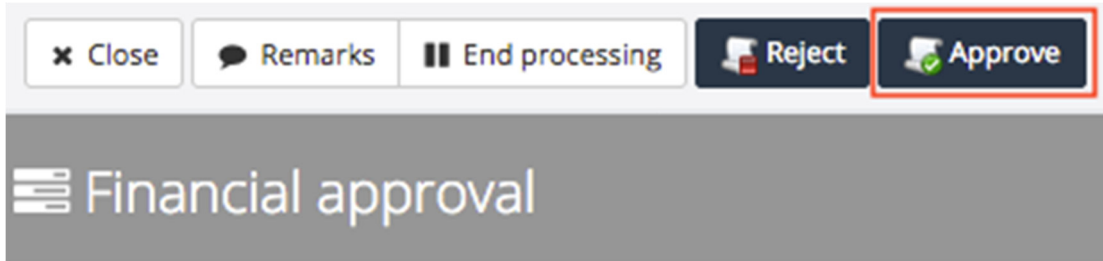 Close Remarks End processing Reject Approve
Financial approval